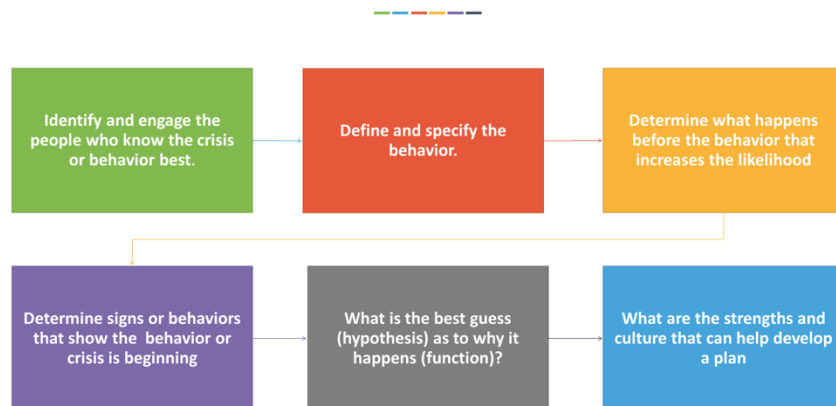 Identify and engage the
people who know the crisis
or behavior best.
Define and specify the
behavior.
Determine what happens
before the behavior that
increases the likelihood
Determine signs or behaviors
that show the behavior or
crisis is beginning
What is the best guess
(hypothesis) as to why it
happens (function)?
What are the strengths and
culture that can help develop
a plan